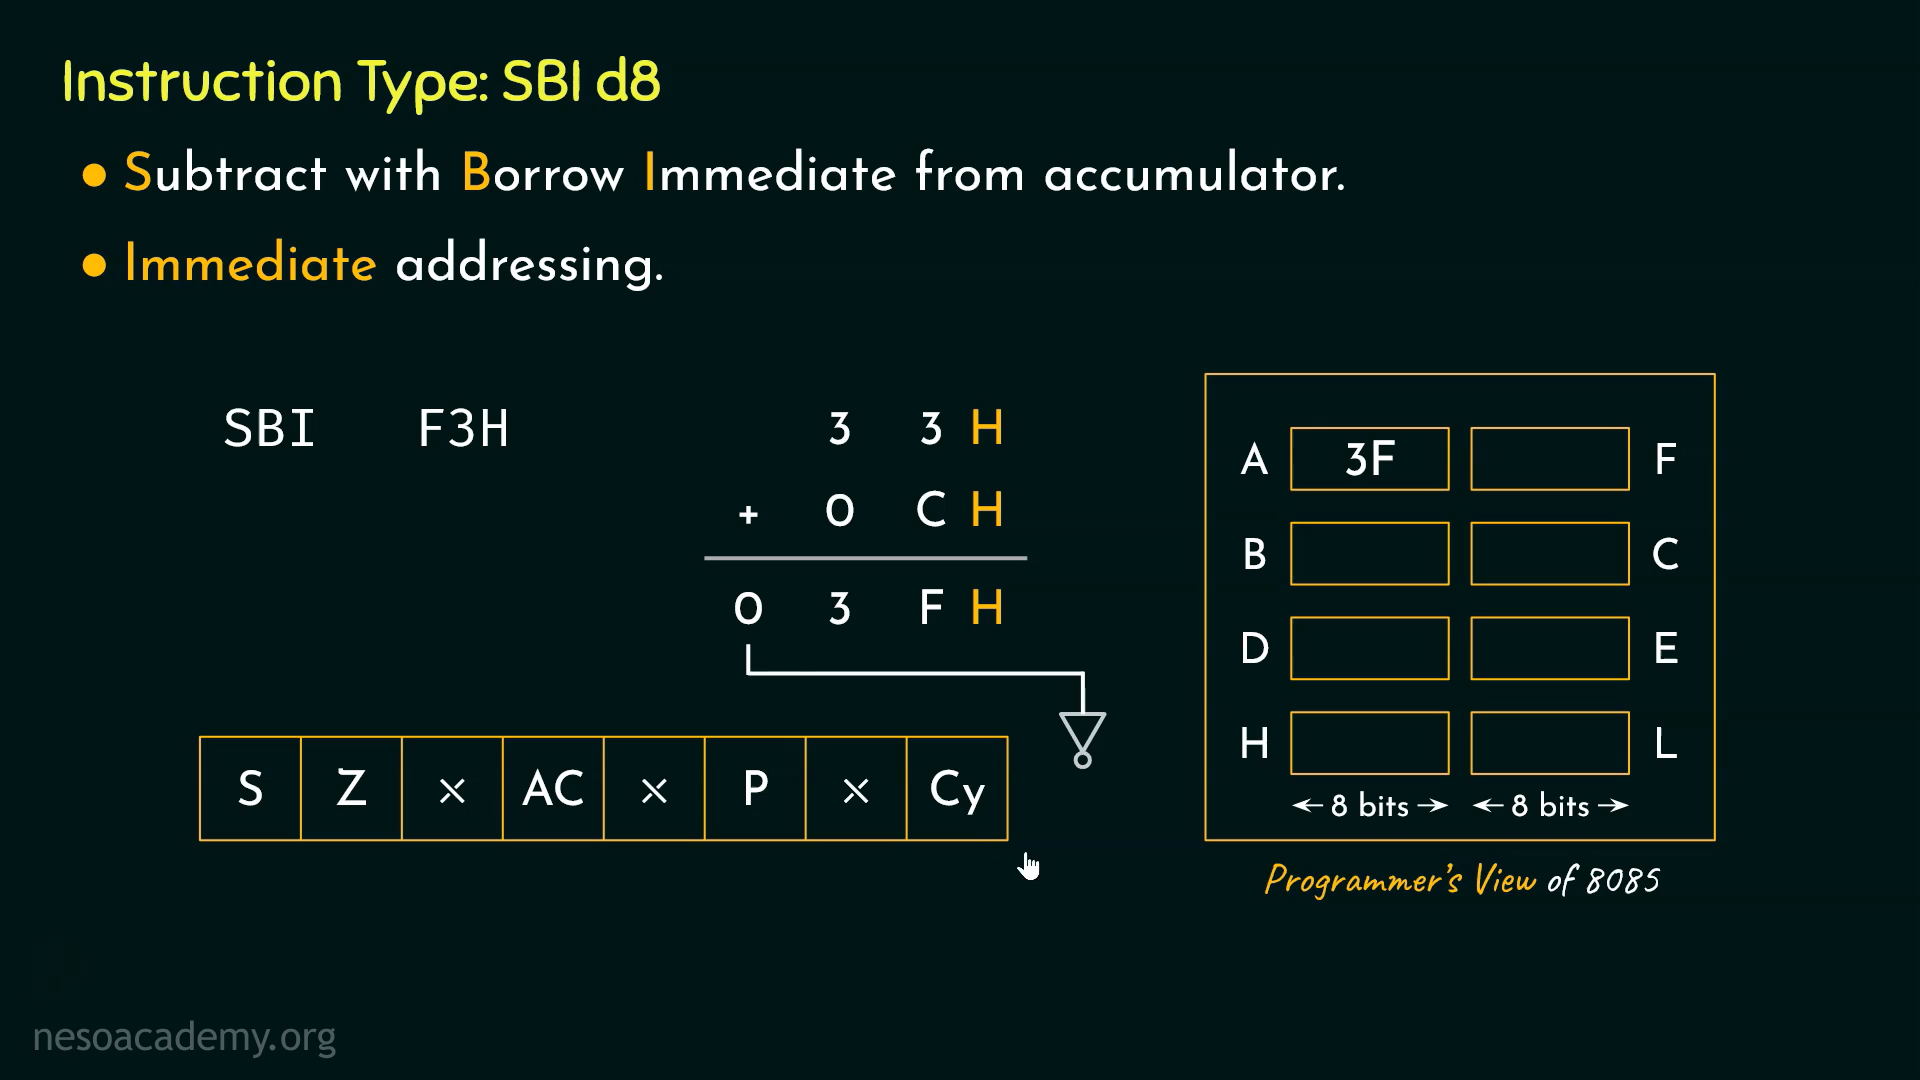 Instruction Type: SBI d8
● Subtract with Borrow Immediate from accumulator.
● Immediate addressing.
SBI F3H
3 3 H
+ 0 C H
0 3 F H
S Z × AC × P × Cy
A 3F F
B C
D E
H L
←8 bits→ ←8 bits→
Programmer's View of 8085
nesoacademy.org